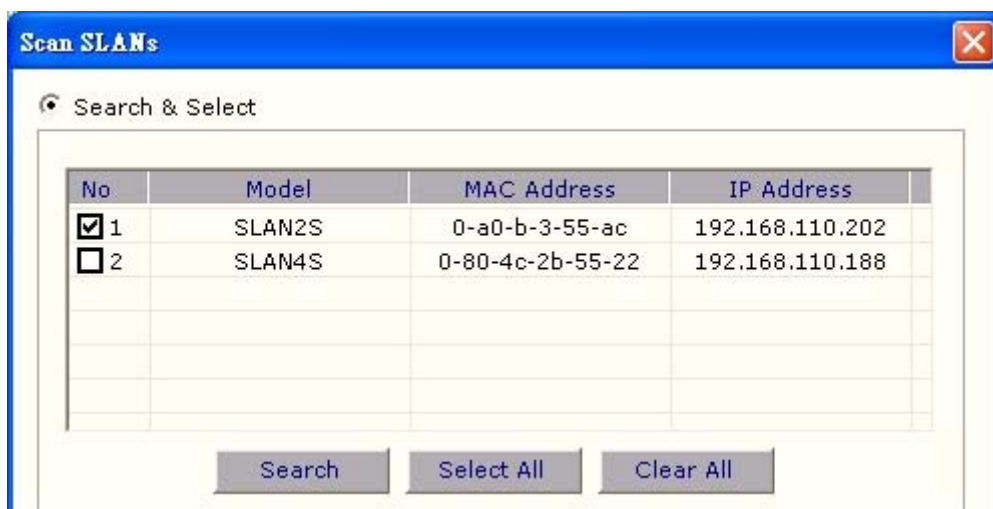 Scan SLANs
Search & Select
No Model MAC Address IP Address
1 SLAN2S 0-a0-b-3-55-ac 192.168.110.202
2 SLAN4S 0-80-4c-2b-55-22 192.168.110.188
Search Select All Clear All